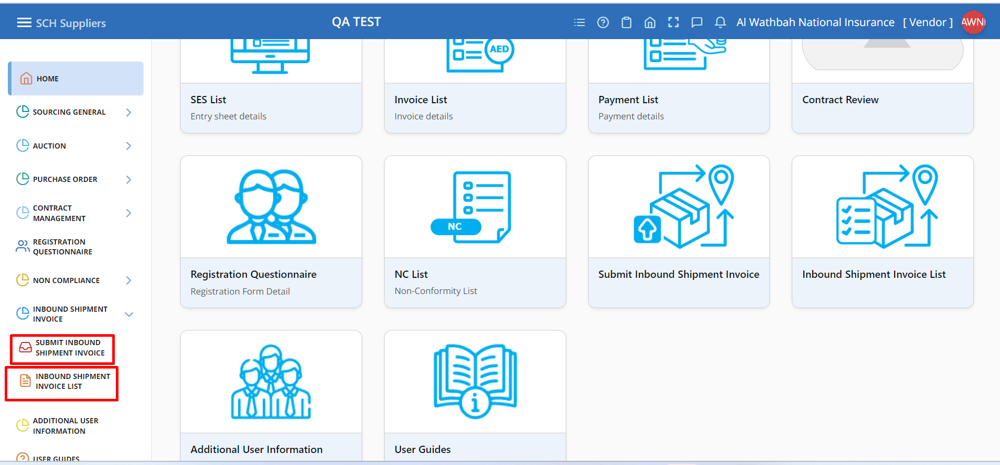 SCH Suppliers
QA TEST
Al Wathbah National Insurance [ Vendor ]
AWNI
HOME
SOURCING GENERAL
AUCTION
PURCHASE ORDER
CONTRACT
MANAGEMENT
REGISTRATION
QUESTIONNAIRE
NON COMPLIANCE
INBOUND SHIPMENT
INVOICE
SUBMIT INBOUND
SHIPMENT INVOICE
INBOUND SHIPMENT
INVOICE LIST
ADDITIONAL USER
INFORMATION
USER GUIDES
AED
SES List
Entry sheet details
Invoice List
Invoice details
Payment List
Payment details
Contract Review
NC
Registration Questionnaire
Registration Form Detail
NC List
Non-Conformity List
Submit Inbound Shipment Invoice
Inbound Shipment Invoice List
i
Additional User Information
User Guides